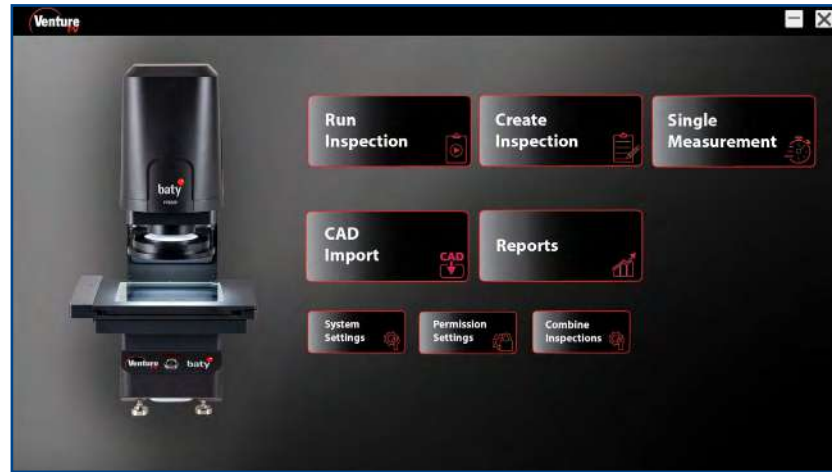 Venture
baty
Venture
baty
Run
Inspection
Create
Inspection
Single
Measurement
CAD
Import
CAD
Reports
System
Settings
Permission
Settings
Combine
Inspections